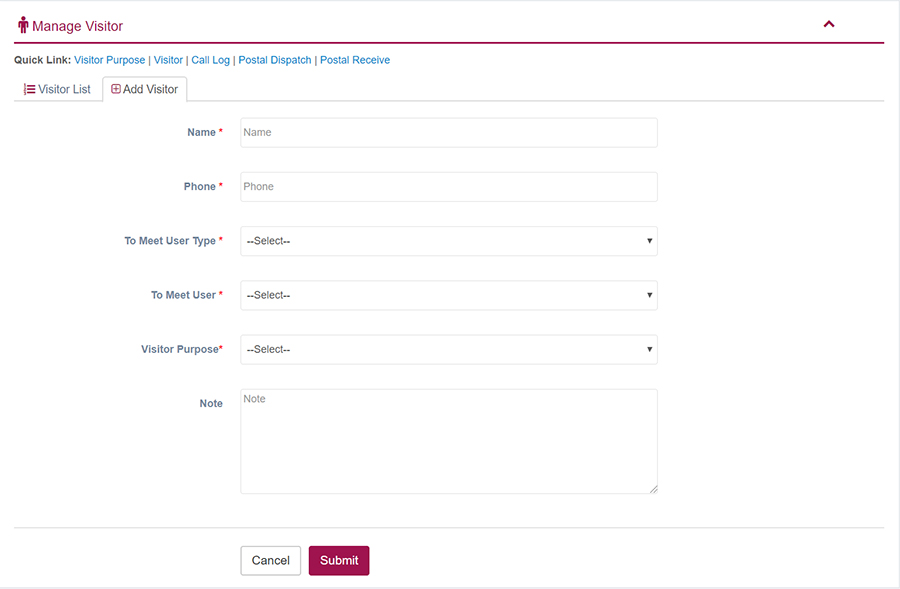 Manage Visitor
Quick Link: Visitor Purpose | Visitor | Call Log | Postal Dispatch | Postal Receive
Visitor List Add Visitor
Name * Name
Phone * Phone
To Meet User Type * --Select--
To Meet User * --Select--
Visitor Purpose* --Select--
Note Note
Cancel Submit